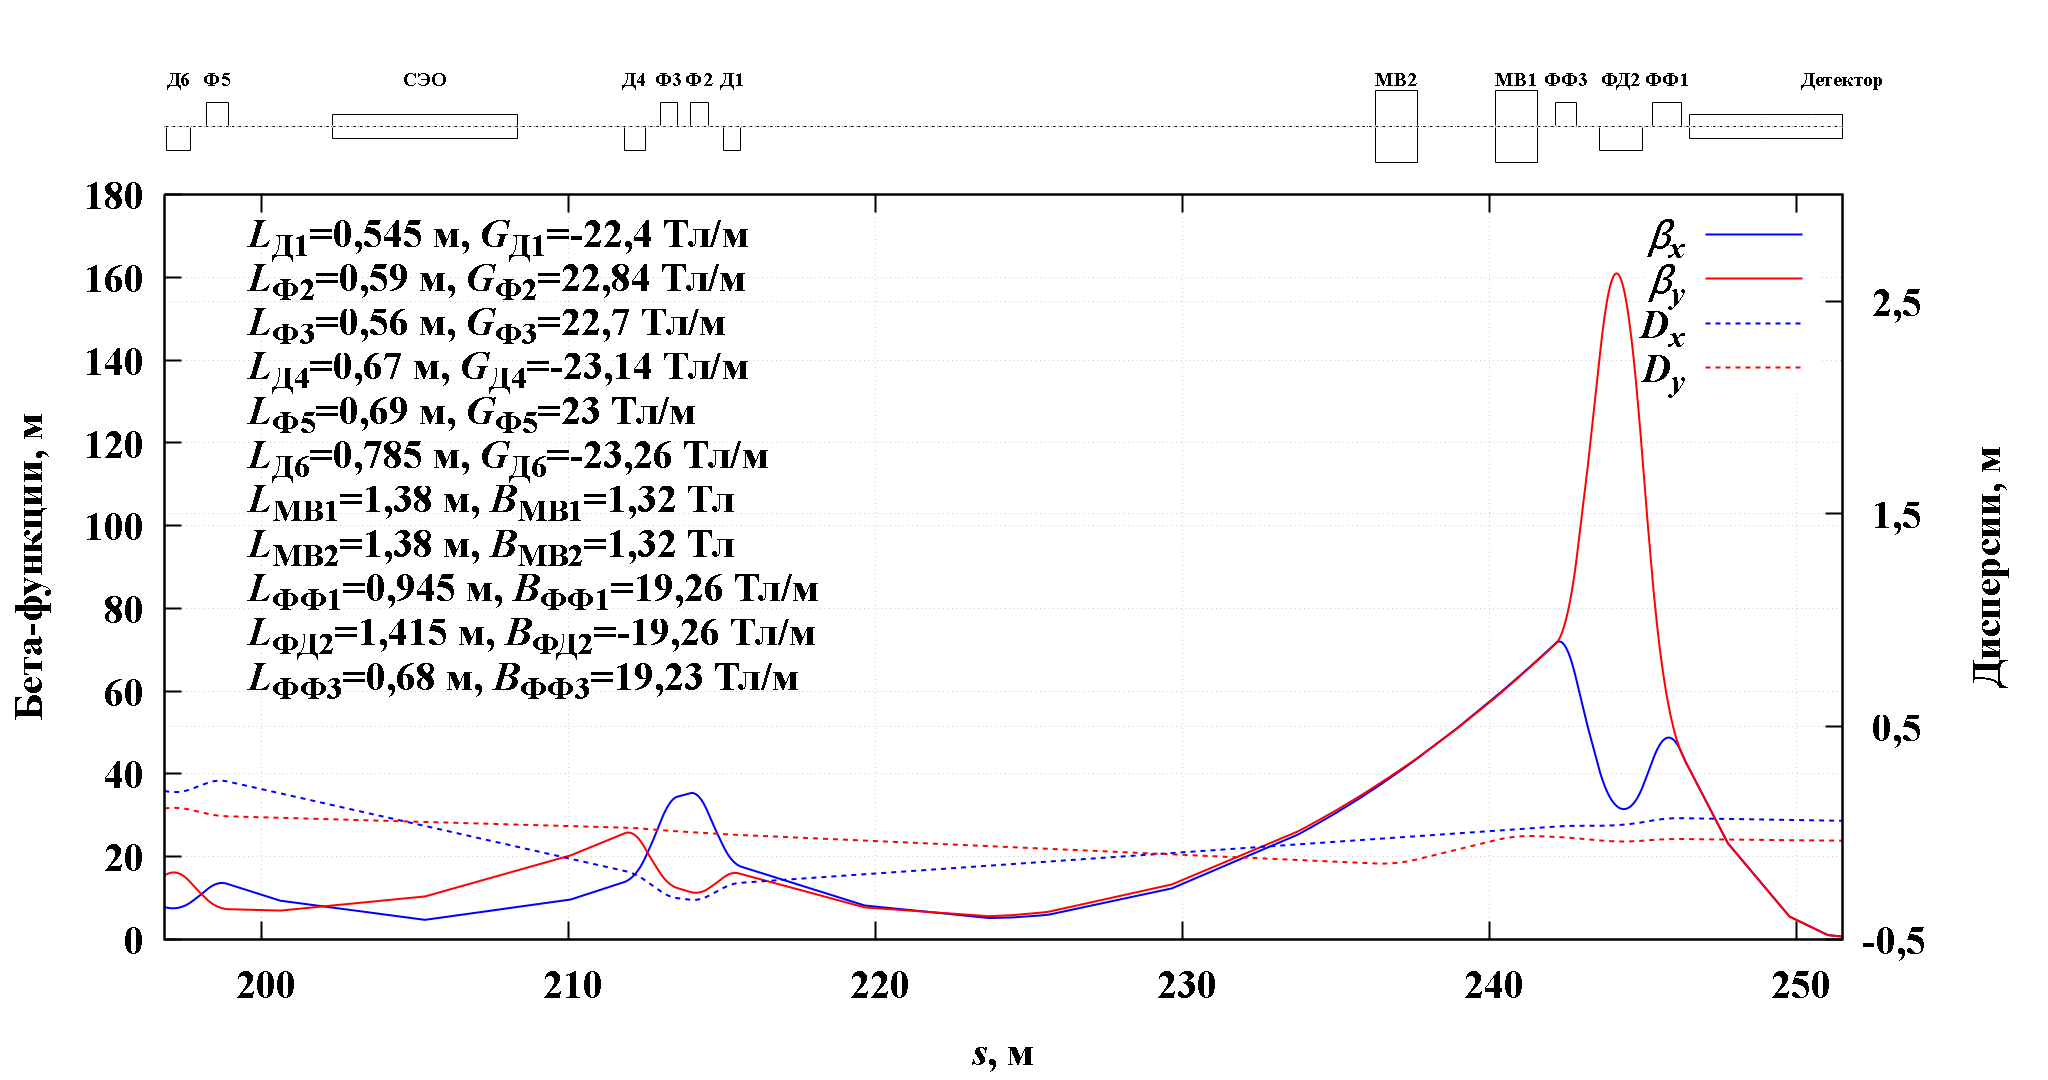 Д6 Ф5 СЭО Д4 Ф3 Ф2 Д1 МВ2 МВ1 ФФ3 ФД2 ФФ1 Детектор
180
160
140
120
100
80
60
40
20
0
Бета-функции, м
LД1=0,545 м, GД1=-22,4 Тл/м
LФ2=0,59 м, GФ2=22,84 Тл/м
LФ3=0,56 м, GФ3=22,7 Тл/м
LД4=0,67 м, GД4=-23,14 Тл/м
LФ5=0,69 м, GФ5=23 Тл/м
LД6=0,785 м, GД6=-23,26 Тл/м
LМВ1=1,38 м, BМВ1=1,32 Тл
LМВ2=1,38 м, BМВ2=1,32 Тл
LФФ1=0,945 м, BФФ1=19,26 Тл/м
LФД2=1,415 м, BФД2=-19,26 Тл/м
LФФ3=0,68 м, BФФ3=19,23 Тл/м
βx
βy
Dx
Dy
2,5
1,5
0,5
-0,5
Дисперсии, м
200 210 220 230 240 250
s, м